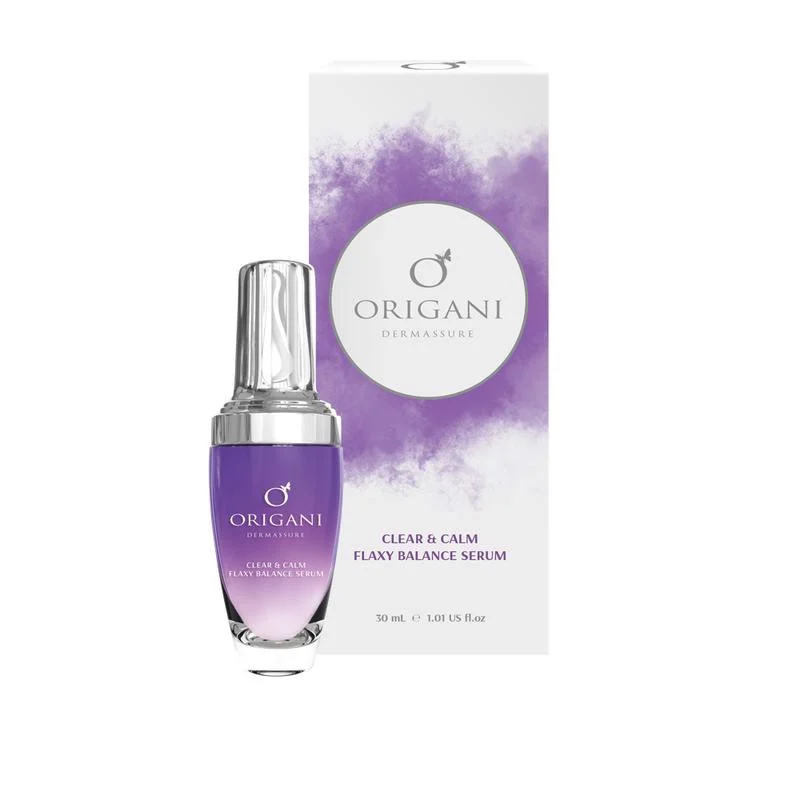 ORIGANI
DERMASSURE
CLEAR & CALM
FLAXY BALANCE SERUM
30 mL ℮ 1.01 US fl.oz
ORIGANI
DERMASSURE
CLEAR & CALM
FLAXY BALANCE SERUM